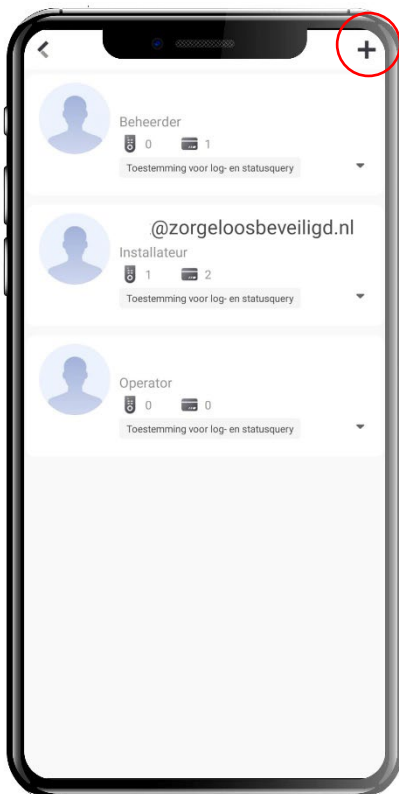 Beheerder
0 1
Toestemming voor log- en statusquery
@zorgeloosbeveiligd.nl
Installateur
1 2
Toestemming voor log- en statusquery
Operator
0 0
Toestemming voor log- en statusquery